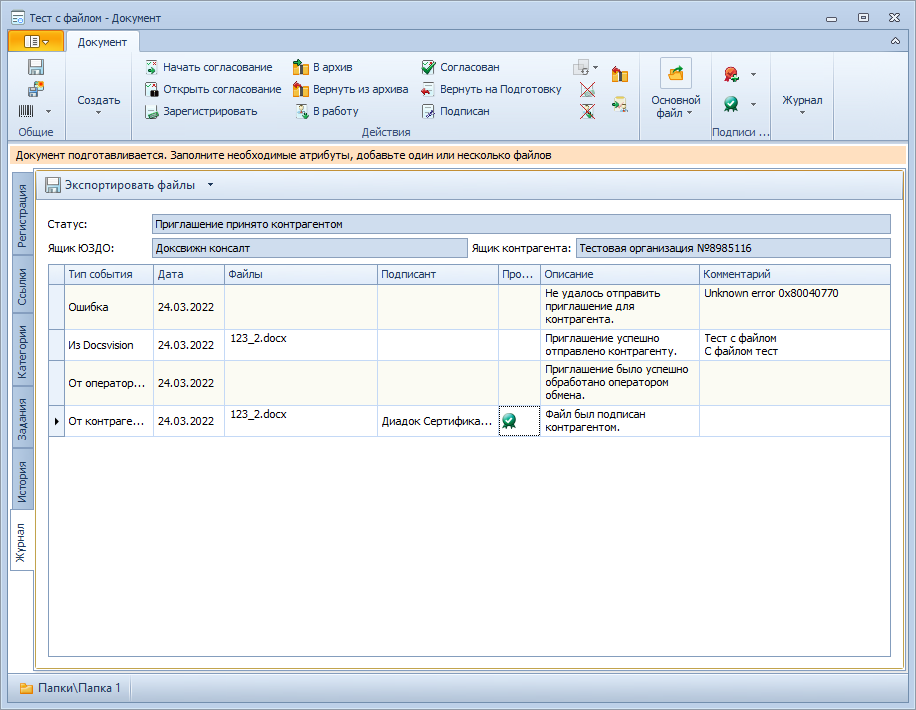 Тест с файлом - Документ
Документ
Начать согласование
В архив
Согласован
Открыть согласование
Вернуть из архива
Вернуть на Подготовку
Создать
Основной
файл
Журнал
Зарегистрировать
В работу
Подписан
Общие
Действия
Подписи ...
Документ подготавливается. Заполните необходимые атрибуты, добавьте один или несколько файлов
Регистрация
Ссылки
Категории
Задания
История
Журнал
Экспортировать файлы
Статус:
Приглашение принято контрагентом
Ящик ЮЗДО:
Доксвижн консалт
Ящик контрагента:
Тестовая организация №8985116
Тип события
Дата
Файлы
Подписант
Про...
Описание
Комментарий
Ошибка
24.03.2022
Не удалось отправить
приглашение для
контрагента.
Unknown error 0x80040770
Из Docsvision
24.03.2022
123_2.docx
Приглашение успешно
отправлено контрагенту.
Тест с файлом
С файлом тест
От оператор...
24.03.2022
Приглашение было успешно
обработано оператором
обмена.
От контраге...
24.03.2022
123_2.docx
Диадок Сертифика...
Файл был подписан
контрагентом.
Папки\Папка 1